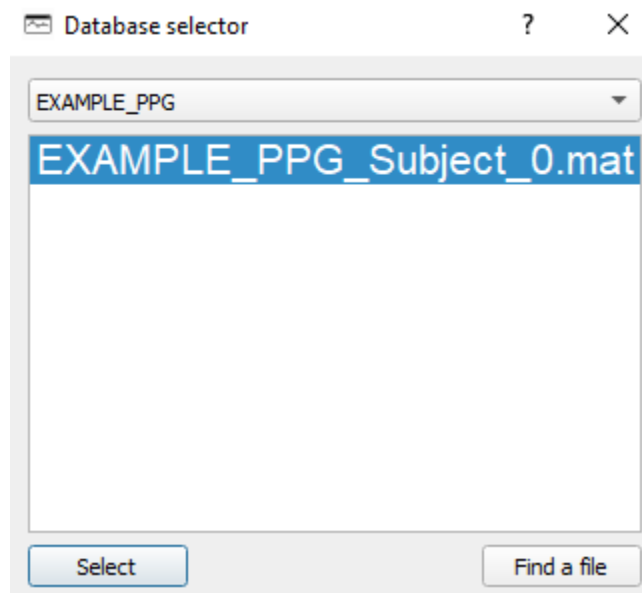 Database selector ?
EXAMPLE_PPG
EXAMPLE_PPG_Subject_0.mat
Select Find a file